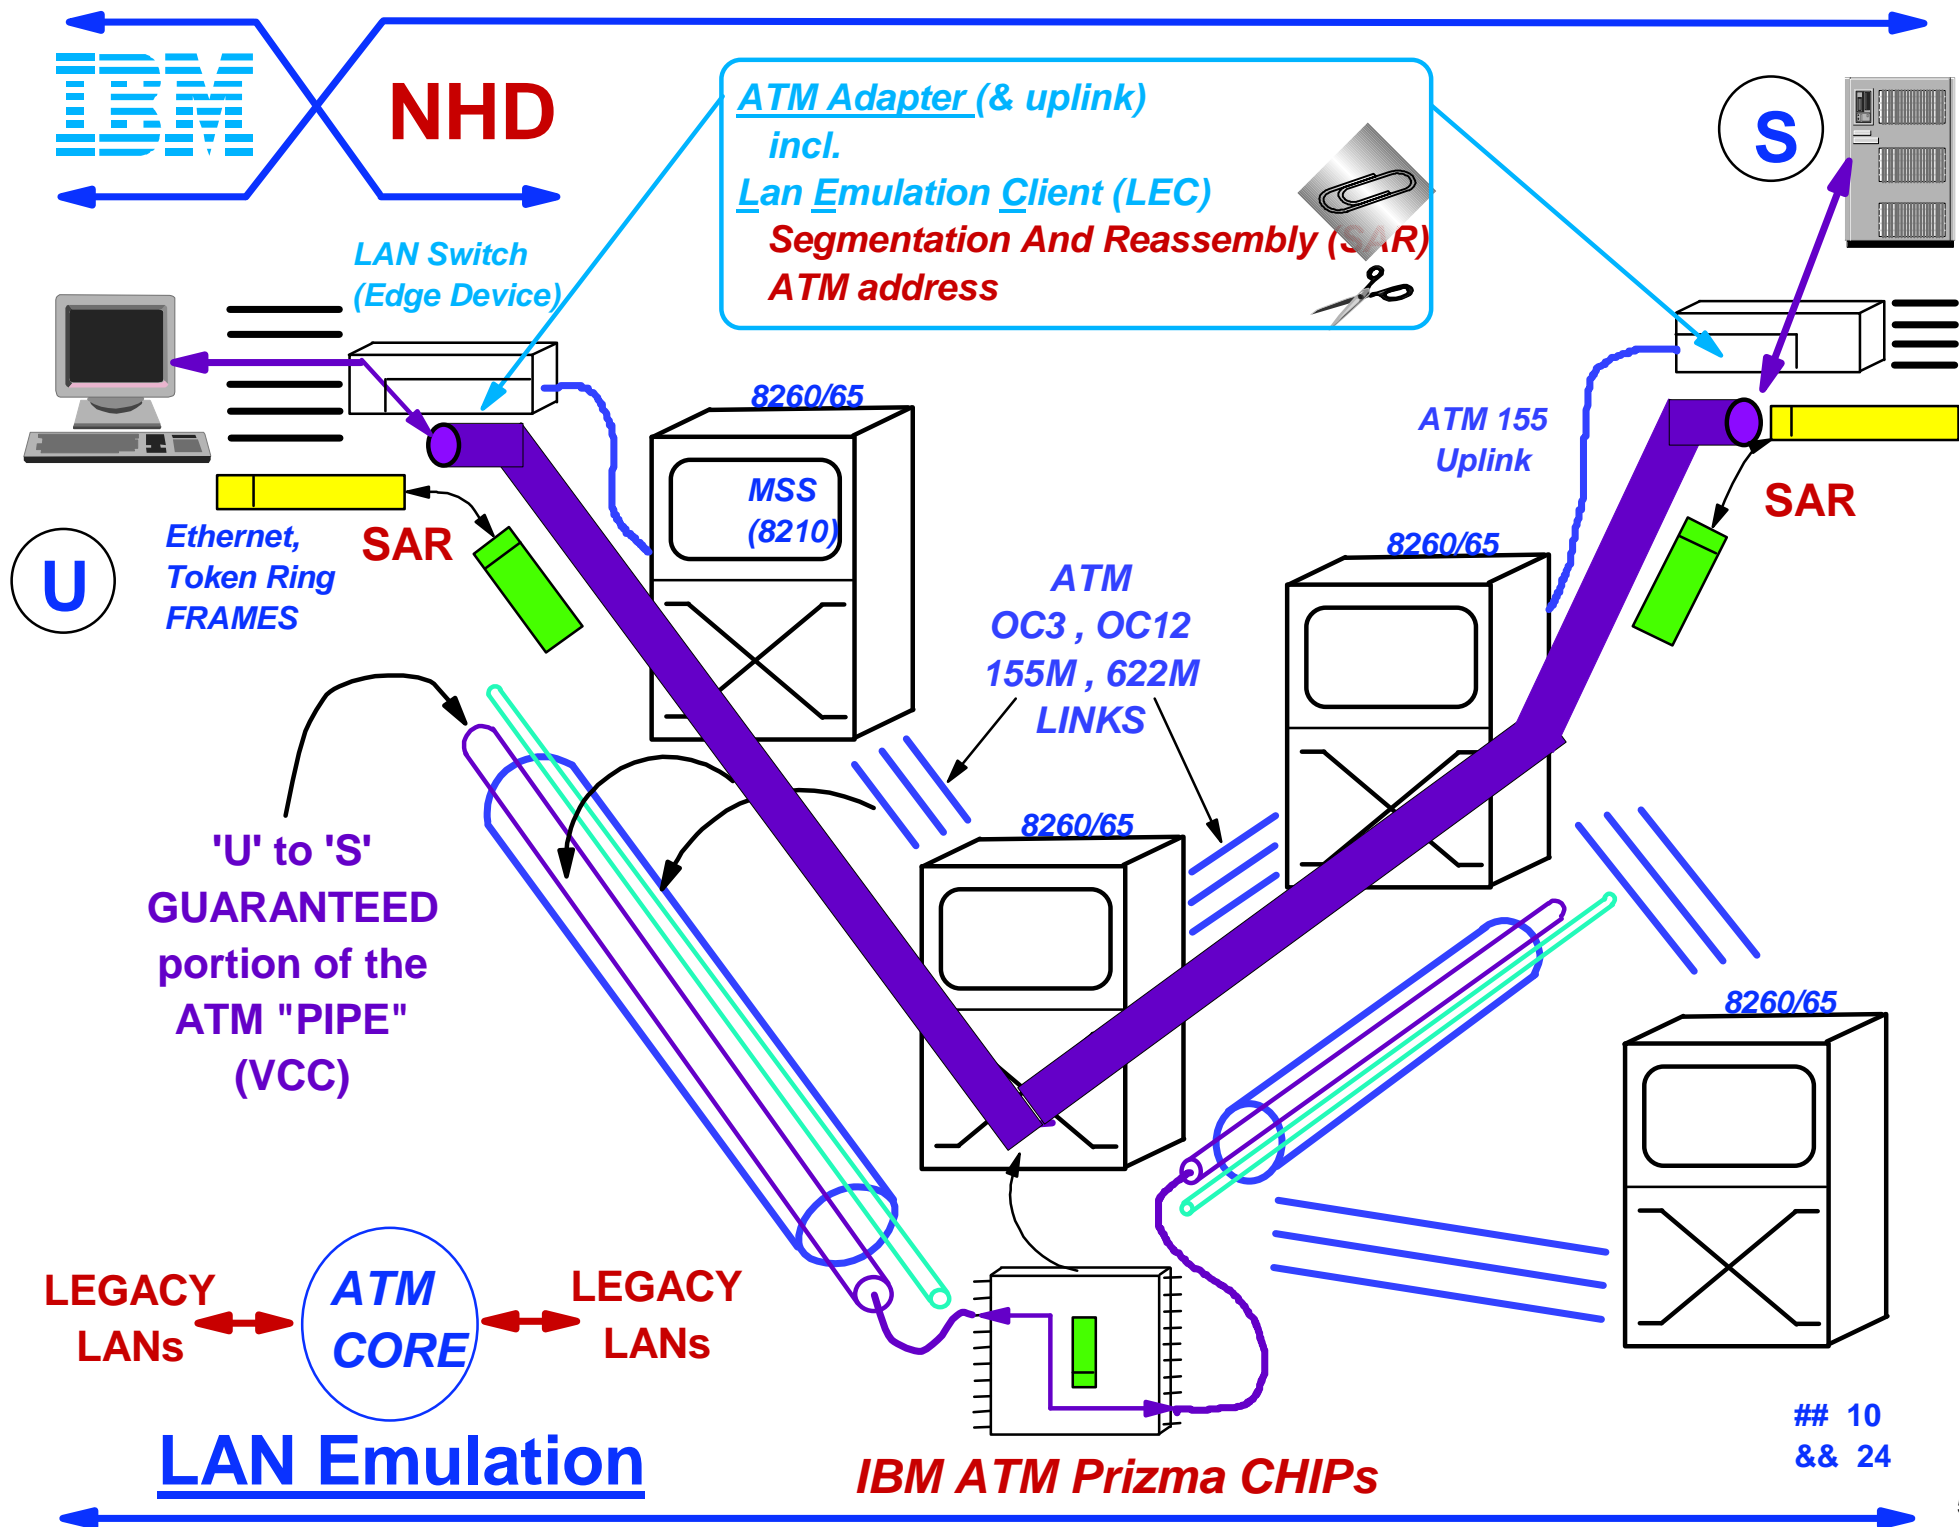 IBM
NHD
ATM Adapter (& uplink)
incl.
Lan Emulation Client (LEC)
Segmentation And Reassembly (SAR)
ATM address
S
LAN Switch
(Edge Device)
8260/65
MSS
(8210)
ATM 155
Uplink
SAR
SAR
Ethernet,
Token Ring
FRAMES
U
8260/65
ATM
OC3 , OC12
155M , 622M
LINKS
8260/65
'U' to 'S'
GUARANTEED
portion of the
ATM "PIPE"
(VCC)
8260/65
LEGACY
LANs
ATM
CORE
LEGACY
LANs
LAN Emulation
IBM ATM Prizma CHIPs
## 10
&& 24